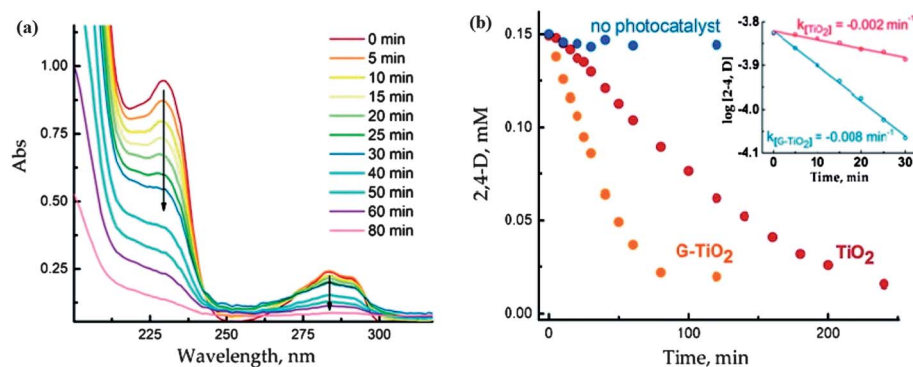 (a)
1.00
0.75
0.50
0.25
Abs
225
250
275
300
Wavelength, nm
0 min
5 min
10 min
15 min
20 min
25 min
30 min
40 min
50 min
60 min
80 min
(b)
0.20
0.15
0.10
0.05
0.00
2,4-D, mM
0
100
200
Time, min
no photocatalyst
G-TiO₂
TiO₂
-3.8
-3.9
-4.0
-4.1
log [2-4, D]
0
10
20
30
Time, min
k[TiO₂] = -0.002 min⁻¹
k[G-TiO₂] = -0.008 min⁻¹